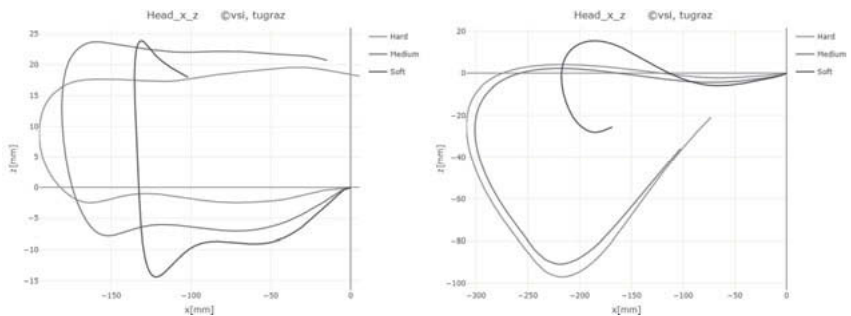 Head_x_z ©vsi, tugraz
Hard
Medium
Soft
25
20
15
10
5
0
−5
−10
−15
z[mm]
−150
−100
−50
0
x[mm]
Head_x_z ©vsi, tugraz
Hard
Medium
Soft
20
0
−20
−40
−60
−80
−100
z[mm]
−300
−250
−200
−150
−100
−50
0
x[mm]